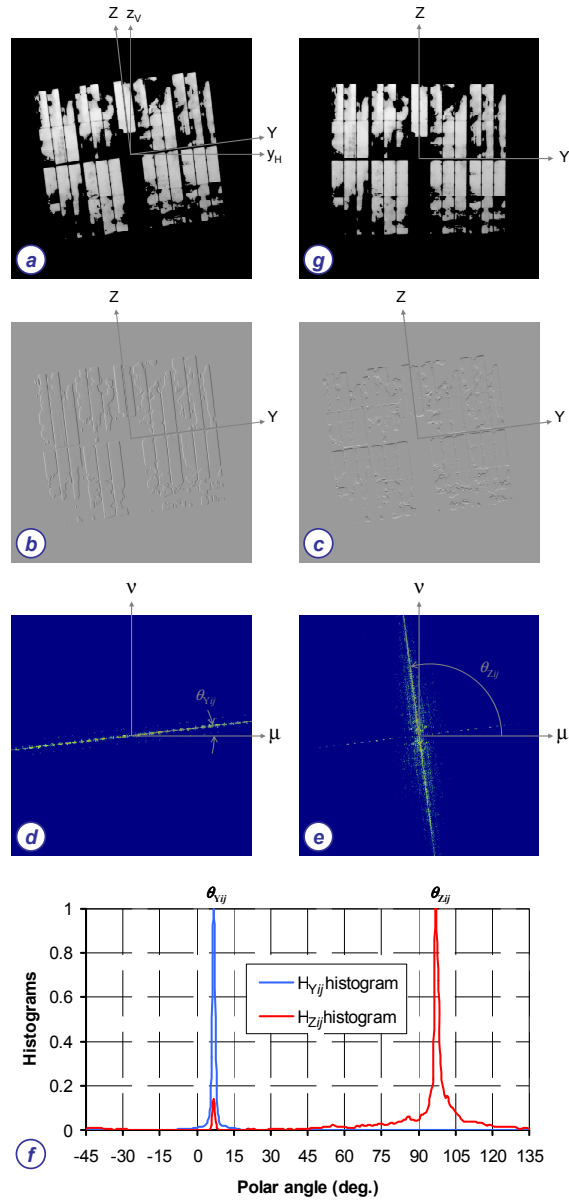 Z z_V
Z
Y
y_H
Y
a
g
Z
Z
Y
Y
b
c
ν
ν
θ_Yij
θ_Zij
μ
μ
d
e
θ_Yij
θ_Zij
1
0.8
0.6
0.4
0.2
0
Histograms
H_Yij histogram
H_Zij histogram
-45 -30 -15 0 15 30 45 60 75 90 105 120 135
f
Polar angle (deg.)